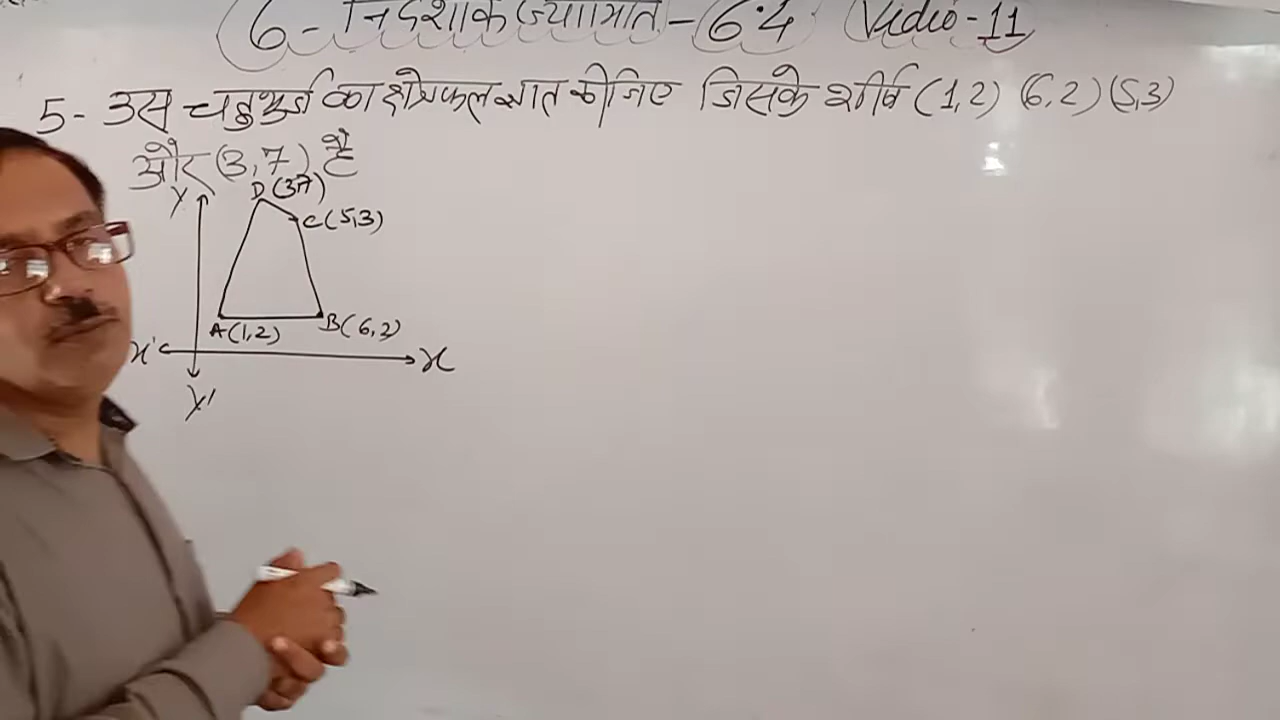 6- निर्देशांक ज्यामिति - 6.4 Video-11
5- उस चतुर्भुज का क्षेत्रफल ज्ञात कीजिए जिसके शीर्ष (1,2) (6,2) (5,3)
और (3,7) है
Y D(3,7)
C(5,3)
A(1,2) B(6,2)
x' x
y'